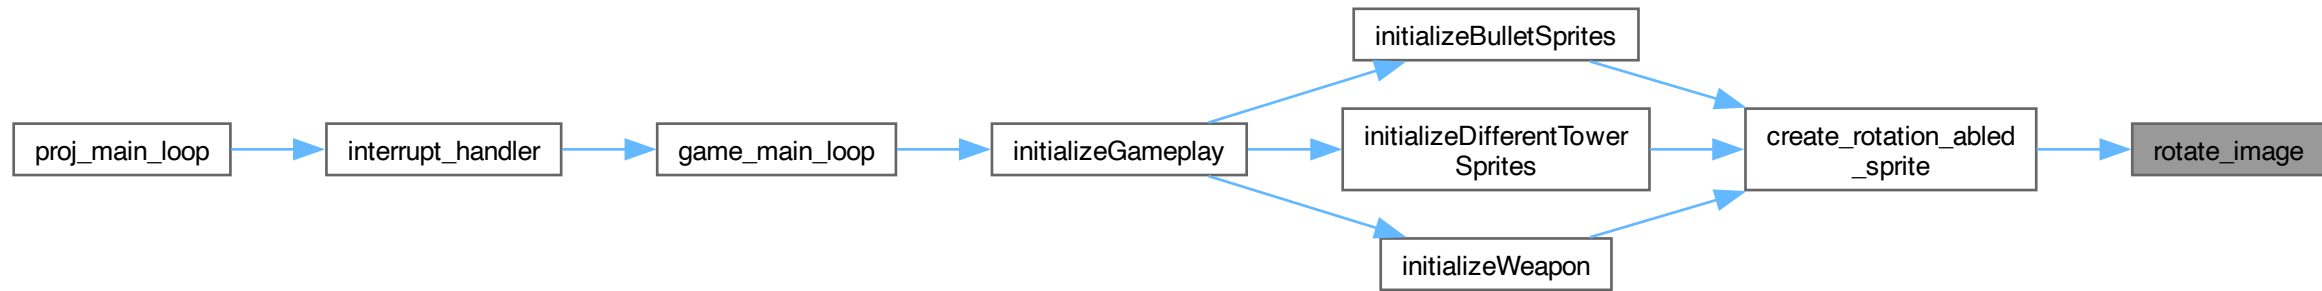 proj_main_loop
interrupt_handler
game_main_loop
initializeGameplay
initializeBulletSprites
initializeDifferentTower
Sprites
initializeWeapon
create_rotation_abled
_sprite
rotate_image